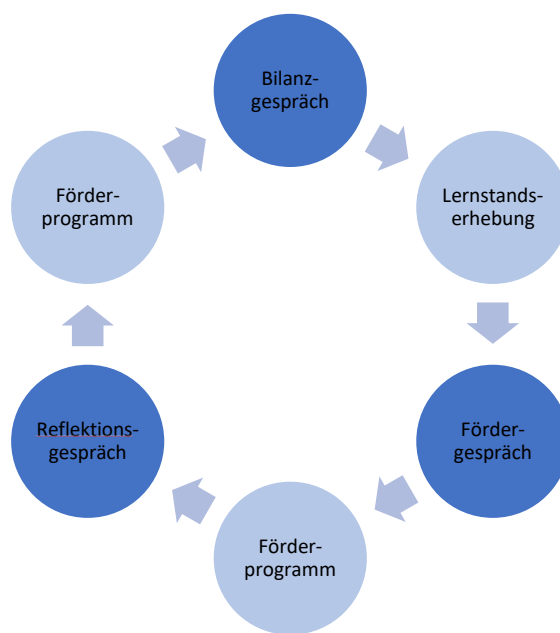 Bilanz-
gespräch
Lernstands-
erhebung
Förder-
gespräch
Förder-
programm
Reflektions-
gespräch
Förder-
programm